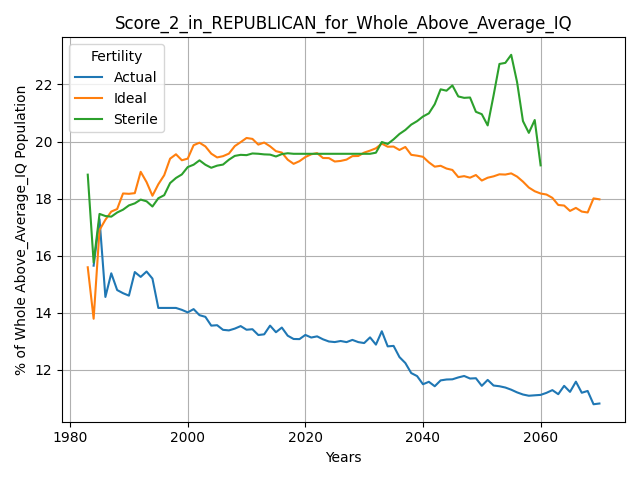 Score_2_in_REPUBLICAN_for_Whole_Above_Average_IQ
Fertility
Actual
Ideal
Sterile
% of Whole Above_Average_IQ Population
22
20
18
16
14
12
1980
2000
2020
2040
2060
Years